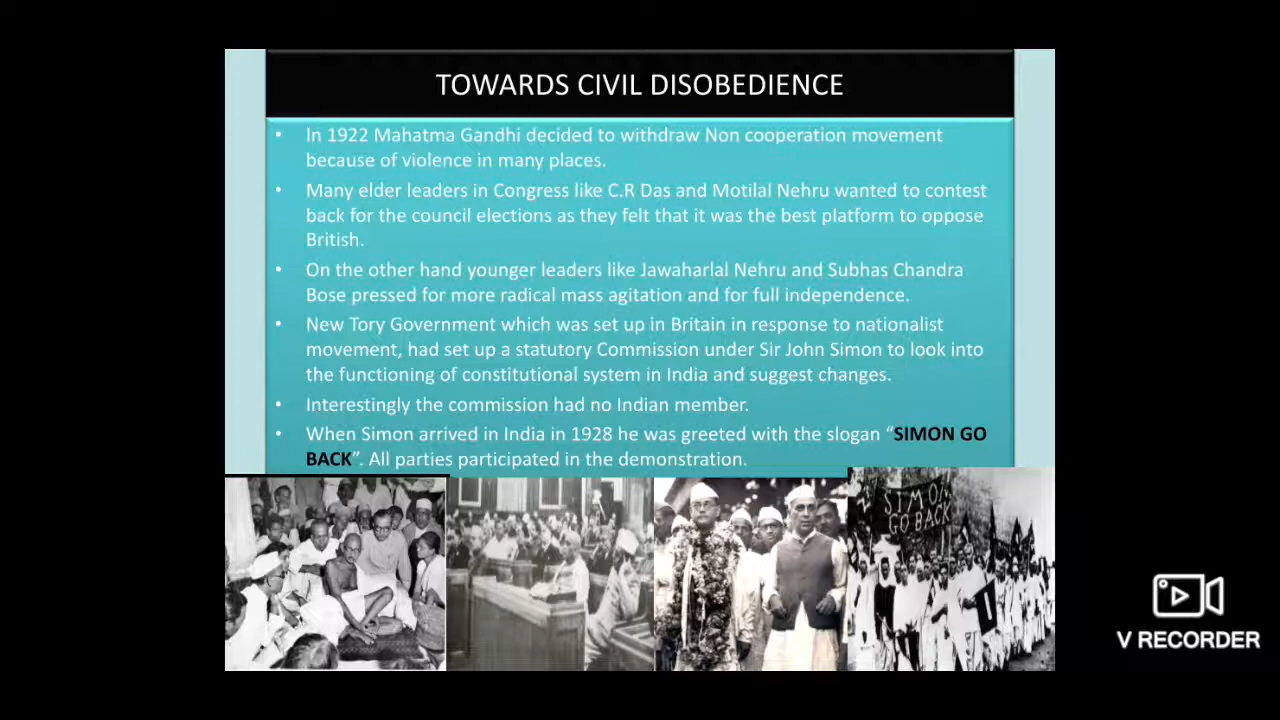 TOWARDS CIVIL DISOBEDIENCE
• In 1922 Mahatma Gandhi decided to withdraw Non cooperation movement
because of violence in many places.
• Many elder leaders in Congress like C.R Das and Motilal Nehru wanted to contest
back for the council elections as they felt that it was the best platform to oppose
British.
• On the other hand younger leaders like Jawaharlal Nehru and Subhas Chandra
Bose pressed for more radical mass agitation and for full independence.
• New Tory Government which was set up in Britain in response to nationalist
movement, had set up a statutory Commission under Sir John Simon to look into
the functioning of constitutional system in India and suggest changes.
• Interestingly the commission had no Indian member.
• When Simon arrived in India in 1928 he was greeted with the slogan “SIMON GO
BACK”. All parties participated in the demonstration.
SIMON
GO BACK
V RECORDER